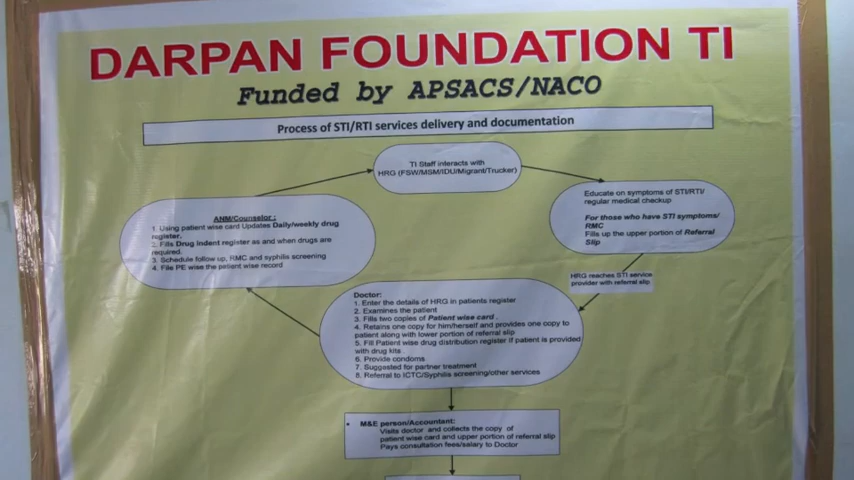 DARPAN FOUNDATION TI
Funded by APSACS/NACO
Process of STI/RTI services delivery and documentation
TI Staff interacts with
HRG (FSW/MSM/IDU/Migrant/Trucker)
Educate on symptoms of STI/RTI/
regular medical checkup
For those who have STI symptoms/
RMC
Fills up the upper portion of Referral
Slip
HRG reaches STI service
provider with referral slip
Doctor:
1. Enter the details of HRG in patients register
2. Examines the patient
3. Fills two copies of Patient wise card .
4. Retains one copy for him/herself and provides one copy to
patient along with lower portion of referral slip
5. Fill Patient wise drug distribution register if patient is provided
with drug kits .
6. Provide condoms
7. Suggested for partner treatment
8. Referral to ICTC/Syphilis screening/other services
ANM/Counselor :
1. Using patient wise card Updates Daily/weekly drug
register.
2. Fills Drug Indent register as and when drugs are
required.
3. Schedule follow up, RMC and syphilis screening
4. File PE wise the patient wise record
• M&E person/Accountant:
Visits doctor and collects the copy of
patient wise card and upper portion of referral slip
Pays consultation fees/salary to Doctor